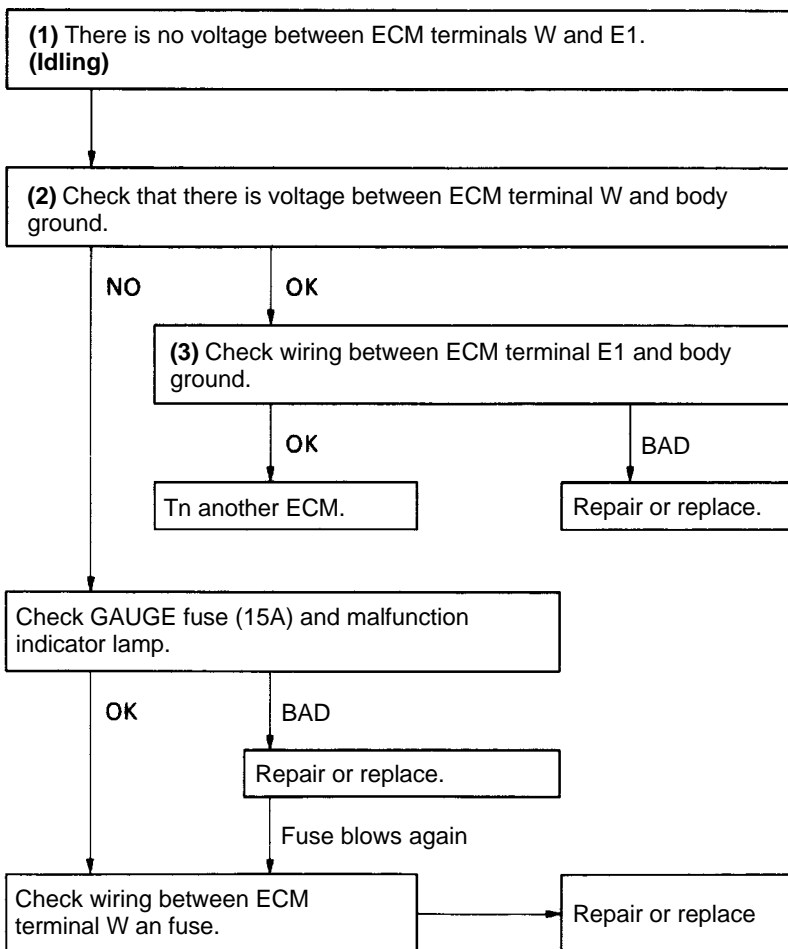 (1) There is no voltage between ECM terminals W and E1.
(Idling)
(2) Check that there is voltage between ECM terminal W and body
ground.
NO
OK
(3) Check wiring between ECM terminal E1 and body
ground.
OK
BAD
Tn another ECM.
Repair or replace.
Check GAUGE fuse (15A) and malfunction
indicator lamp.
OK
BAD
Repair or replace.
Fuse blows again
Check wiring between ECM
terminal W an fuse.
Repair or replace